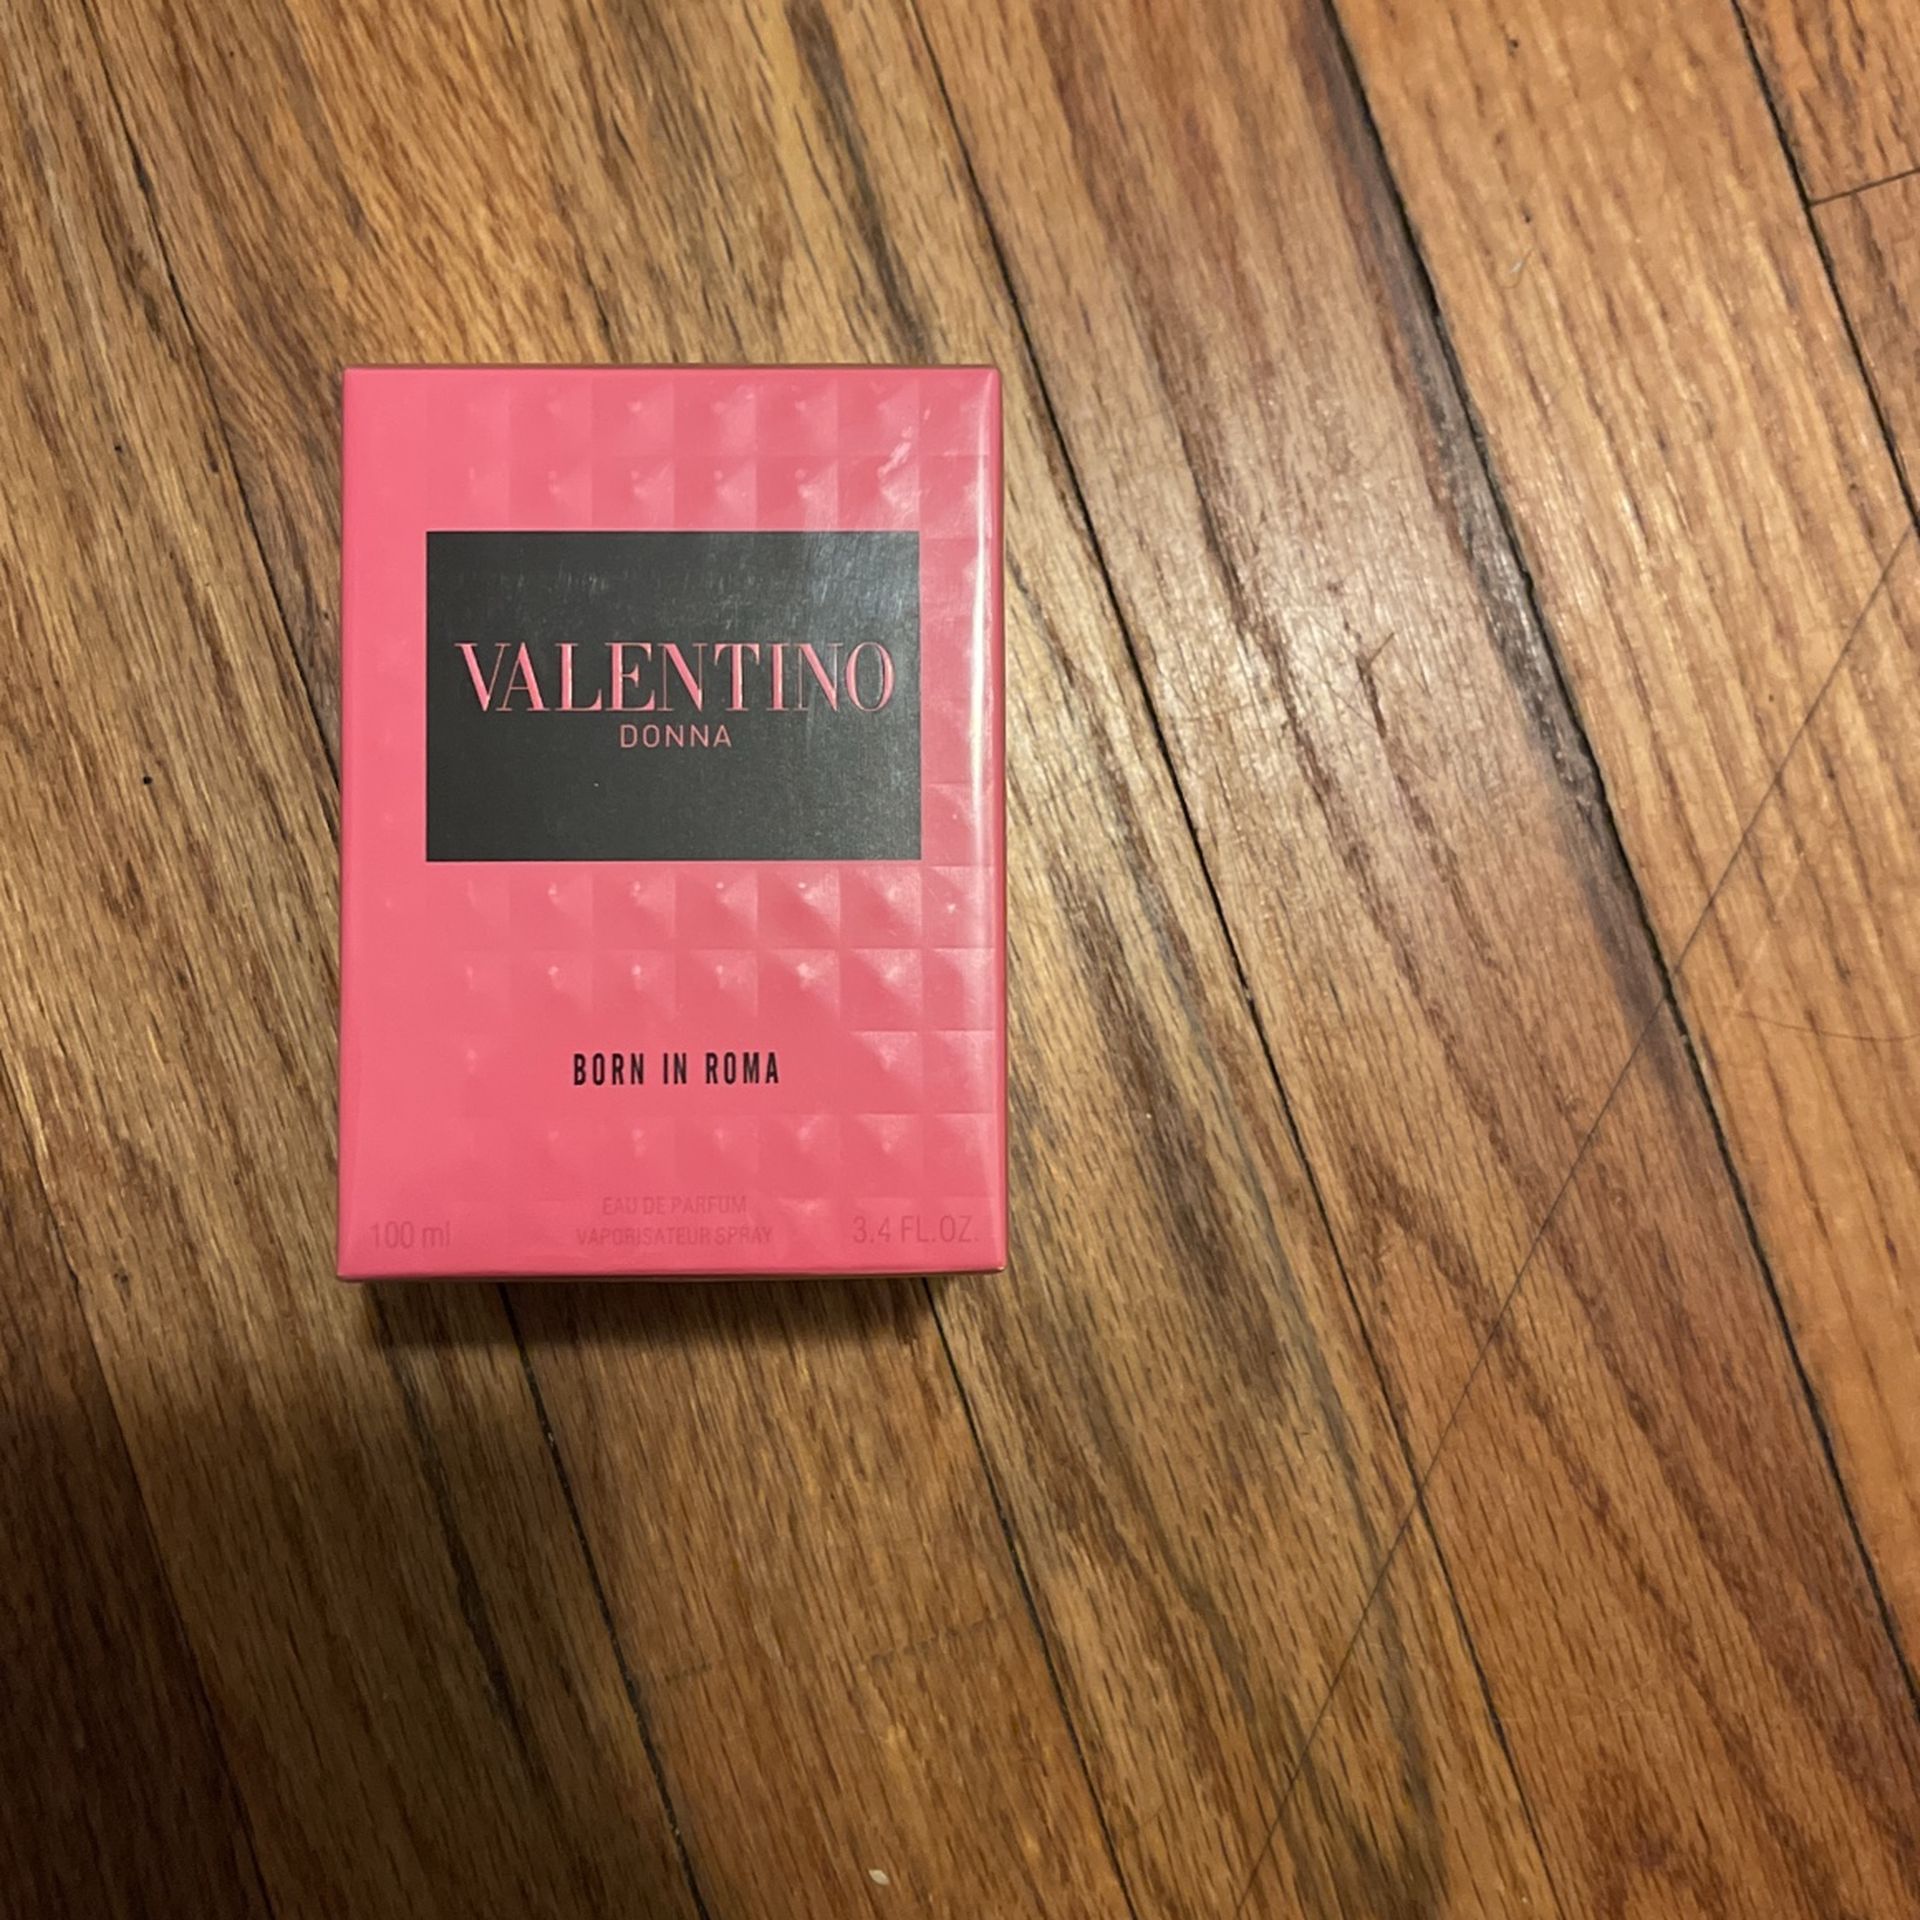 VALENTINO
DONNA
BORN IN ROMA
EAU DE PARFUM
100 ml VAPORISATEUR SPRAY 3.4 FL.OZ.